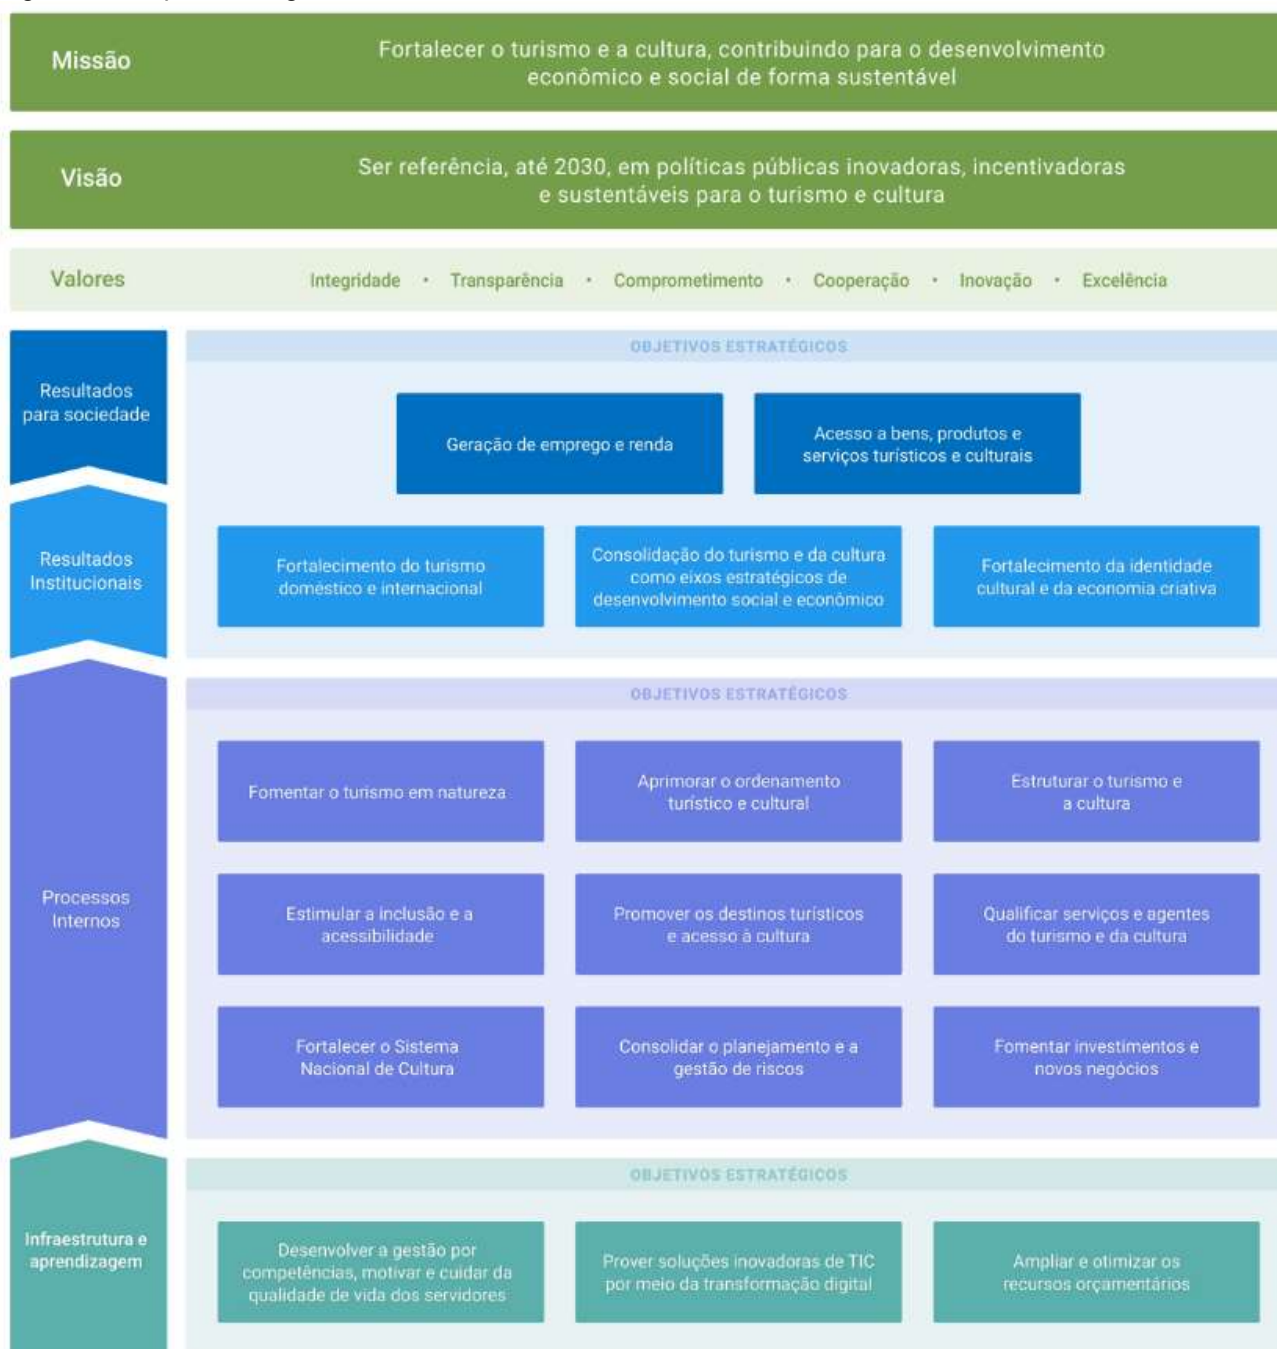 Missão
Fortalecer o turismo e a cultura, contribuindo para o desenvolvimento
econômico e social de forma sustentável
Visão
Ser referência, até 2030, em políticas públicas inovadoras, incentivadoras
e sustentáveis para o turismo e cultura
Valores
Integridade • Transparência • Comprometimento • Cooperação • Inovação • Excelência
Resultados
para sociedade
OBJETIVOS ESTRATÉGICOS
Geração de emprego e renda
Acesso a bens, produtos e
serviços turísticos e culturais
Resultados
Institucionais
Fortalecimento do turismo
doméstico e internacional
Consolidação do turismo e da cultura
como eixos estratégicos de
desenvolvimento social e econômico
Fortalecimento da identidade
cultural e da economia criativa
Processos
Internos
OBJETIVOS ESTRATÉGICOS
Fomentar o turismo em natureza
Aprimorar o ordenamento
turístico e cultural
Estruturar o turismo e
a cultura
Estimular a inclusão e a
acessibilidade
Promover os destinos turísticos
e acesso à cultura
Qualificar serviços e agentes
do turismo e da cultura
Fortalecer o Sistema
Nacional de Cultura
Consolidar o planejamento e a
gestão de riscos
Fomentar investimentos e
novos negócios
Infraestrutura e
aprendizagem
OBJETIVOS ESTRATÉGICOS
Desenvolver a gestão por
competências, motivar e cuidar da
qualidade de vida dos servidores
Prover soluções inovadoras de TIC
por meio da transformação digital
Ampliar e otimizar os
recursos orçamentários